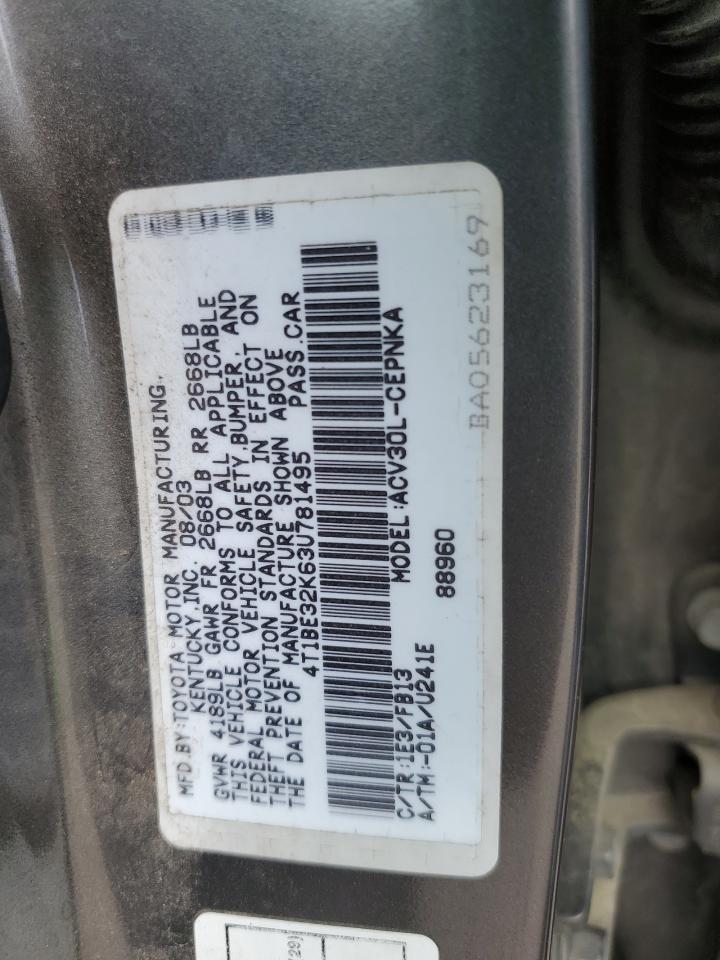 MFD.BY:TOYOTA MOTOR MANUFACTURING,
KENTUCKY,INC. 08/03
GVWR 4189LB GAWR FR 2668LB RR 2668LB
THIS VEHICLE CONFORMS TO ALL APPLICABLE
FEDERAL MOTOR VEHICLE SAFETY,BUMPER, AND
THEFT PREVENTION STANDARDS IN EFFECT ON
THE DATE OF MANUFACTURE SHOWN ABOVE
4T1BE32K63U781495 PASS.CAR
C/TR:1E3/FB13 MODEL:ACV30L-CEPNKA
A/TM:-01A/U241E
88960
BA05623169